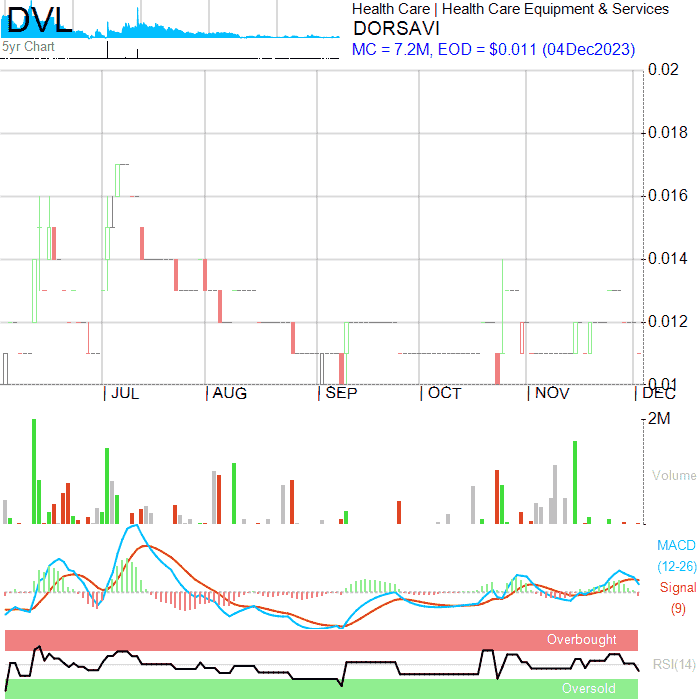 DVL
5yr Chart
Health Care | Health Care Equipment & Services
DORSAVI
MC = 7.2M, EOD = $0.011 (04Dec2023)
0.02
0.018
0.016
0.014
0.012
0.01
JUL AUG SEP OCT NOV DEC
2M
Volume
MACD
(12-26)
Signal
(9)
Overbought
RSI(14)
Oversold